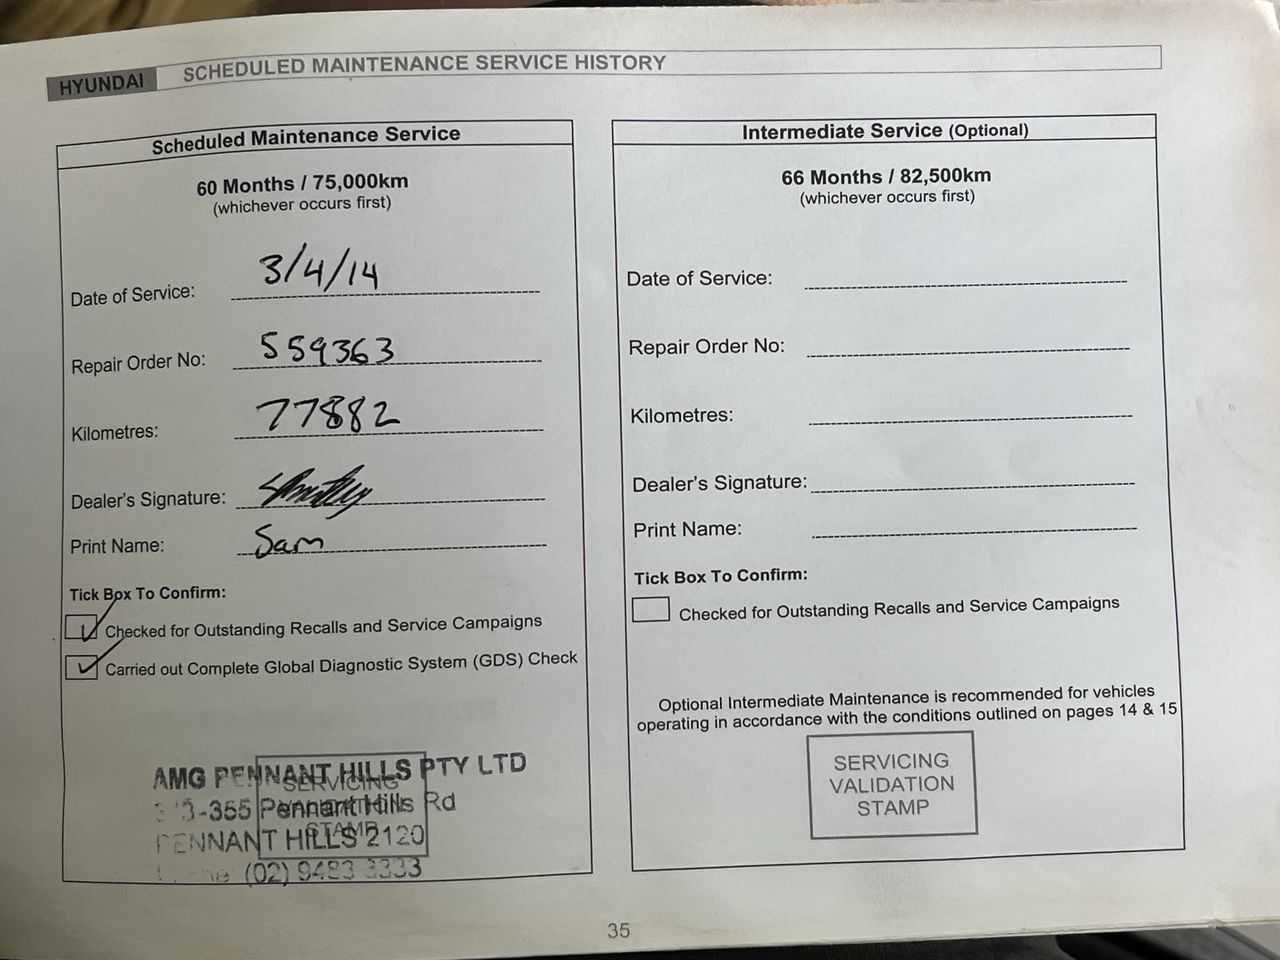 HYUNDAI SCHEDULED MAINTENANCE SERVICE HISTORY
Scheduled Maintenance Service
60 Months / 75,000km
(whichever occurs first)
Date of Service: 3/4/14
Repair Order No: 559363
Kilometres: 77882
Dealer's Signature:
Print Name: Sam
Tick Box To Confirm:
Checked for Outstanding Recalls and Service Campaigns
Carried out Complete Global Diagnostic System (GDS) Check
SERVICING
STAMP
AMG PENNANT HILLS PTY LTD
-365 Pennant Hills Rd
PENNANT HILLS 2120
(02) 9483 3333
Intermediate Service (Optional)
66 Months / 82,500km
(whichever occurs first)
Date of Service:
Repair Order No:
Kilometres:
Dealer's Signature:
Print Name:
Tick Box To Confirm:
Checked for Outstanding Recalls and Service Campaigns
Optional Intermediate Maintenance is recommended for vehicles
operating in accordance with the conditions outlined on pages 14 & 15
SERVICING
VALIDATION
STAMP
35